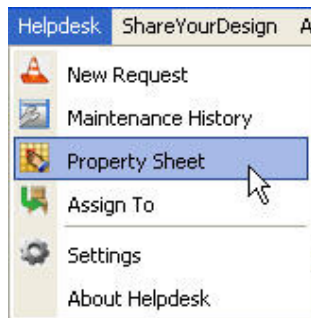 Helpdesk ShareYourDesign
New Request
Maintenance History
Property Sheet
Assign To
Settings
About Helpdesk